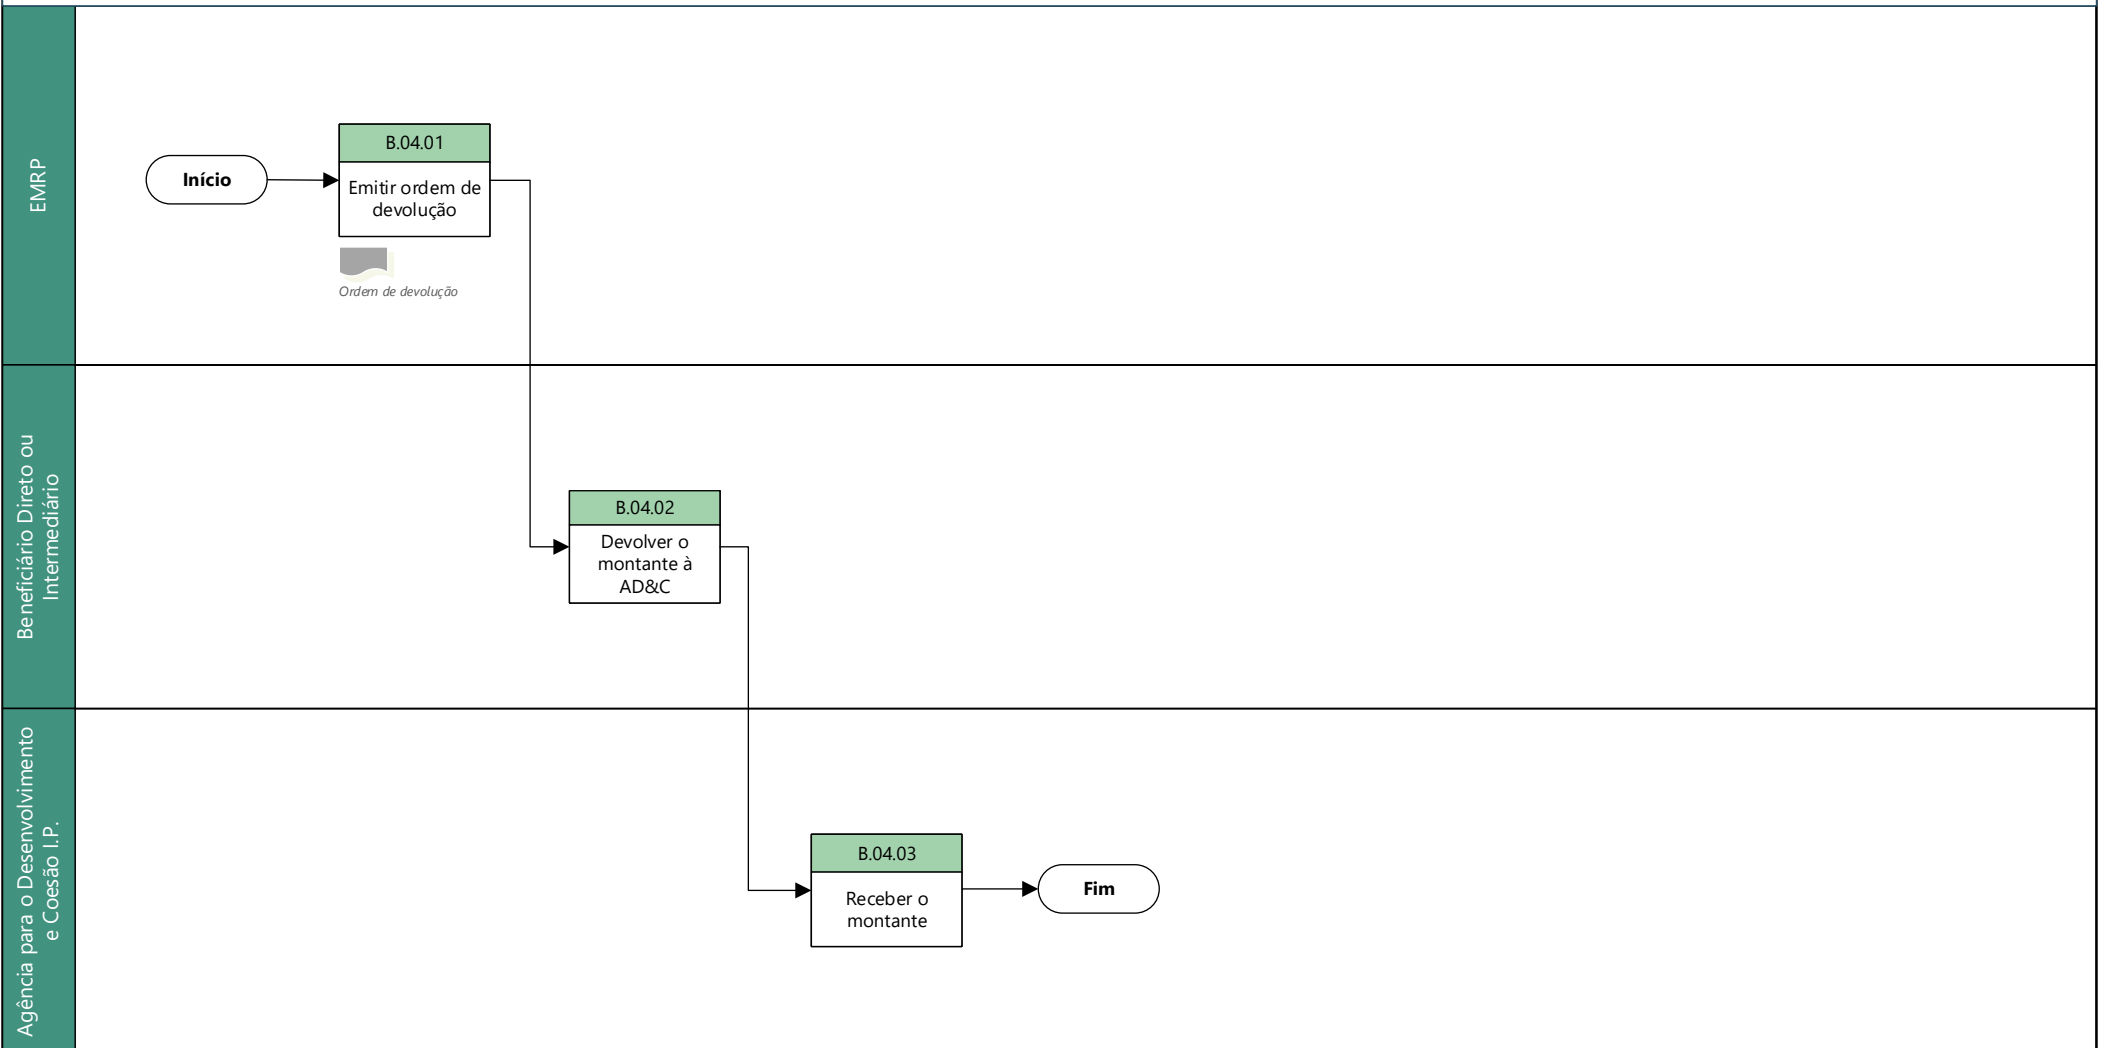 EMRP
Início
B.04.01
Emitir ordem de
devolução
Ordem de devolução
Beneficiário Direto ou
Intermediário
B.04.02
Devolver o
montante à
AD&C
Agência para o Desenvolvimento
e Coesão I.P.
B.04.03
Receber o
montante
Fim